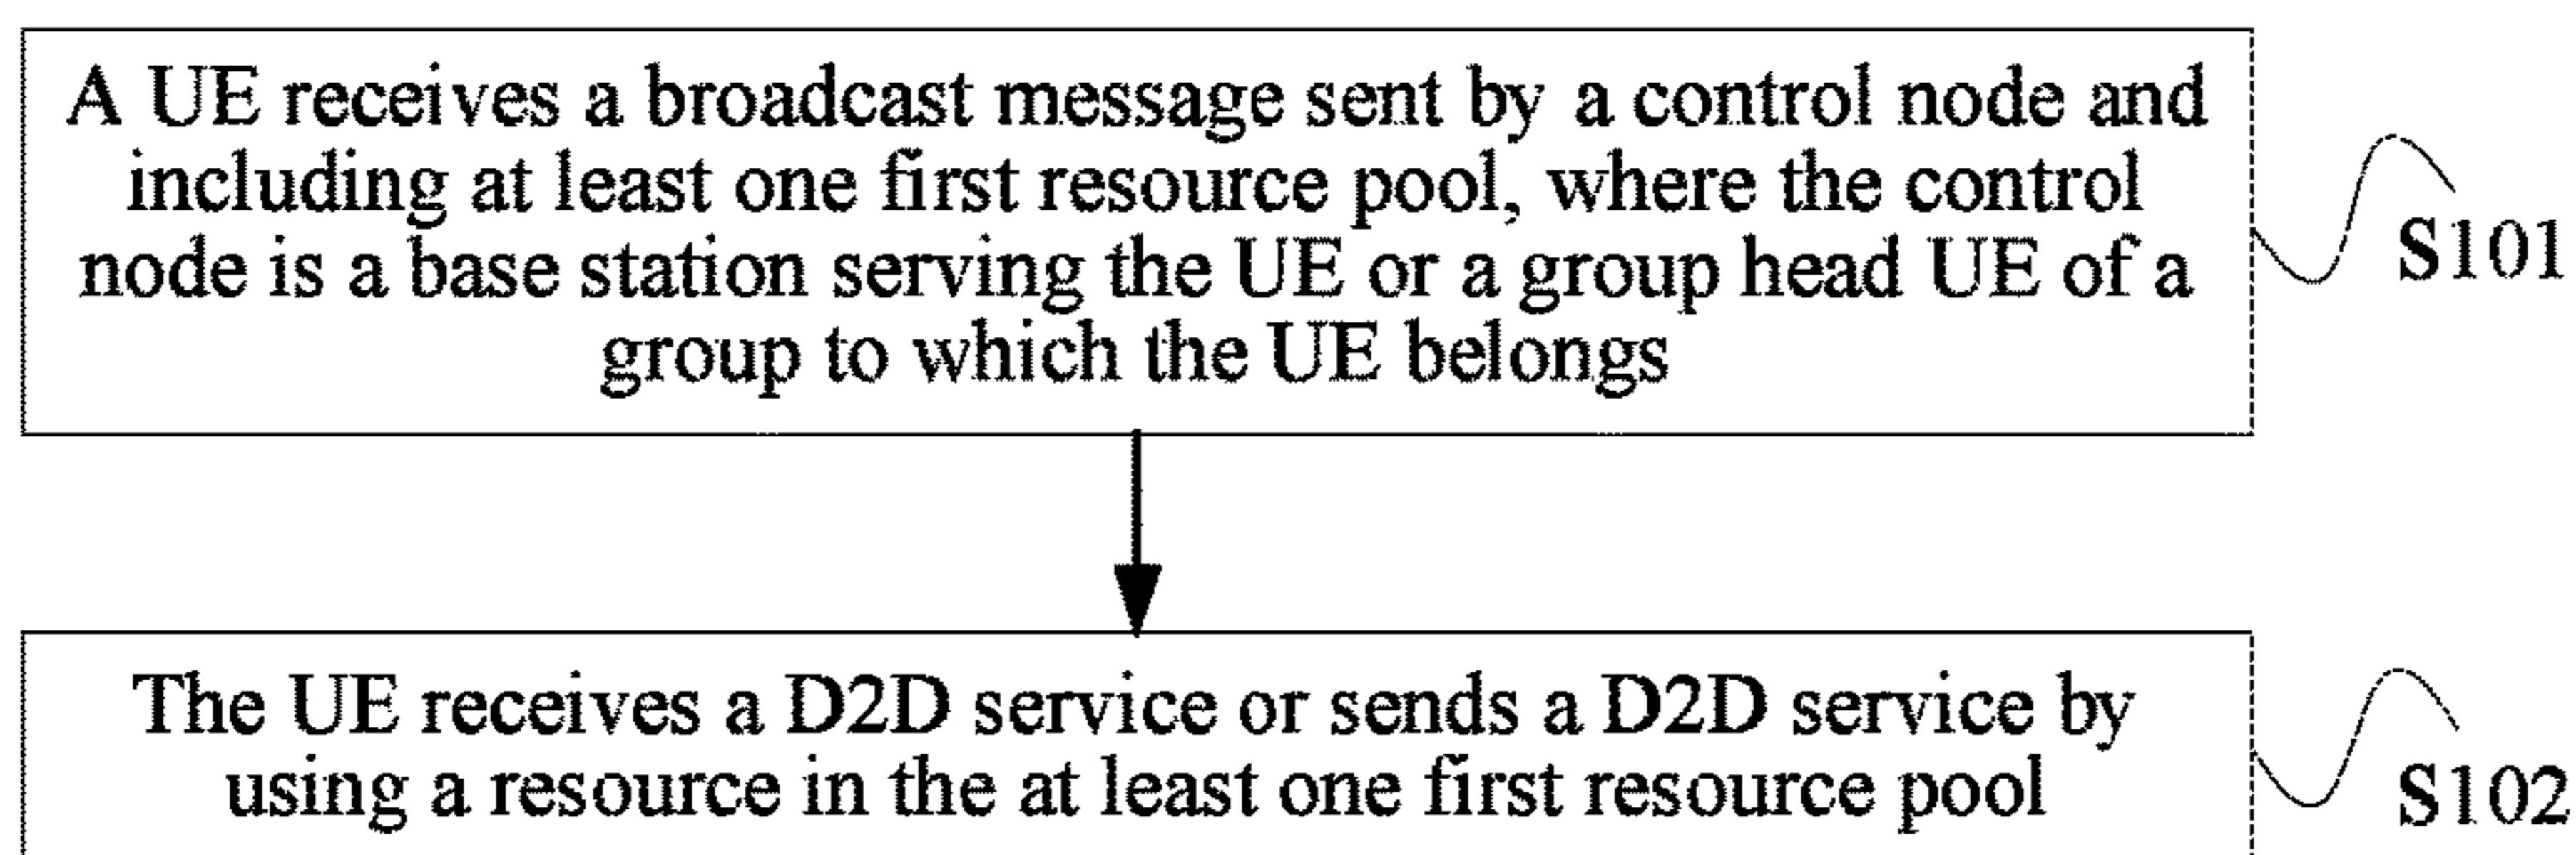 A UE receives a broadcast message sent by a control node and
including at least one first resource pool, where the control
node is a base station serving the UE or a group head UE of a
group to which the UE belongs
S101
The UE receives a D2D service or sends a D2D service by
using a resource in the at least one first resource pool
S102